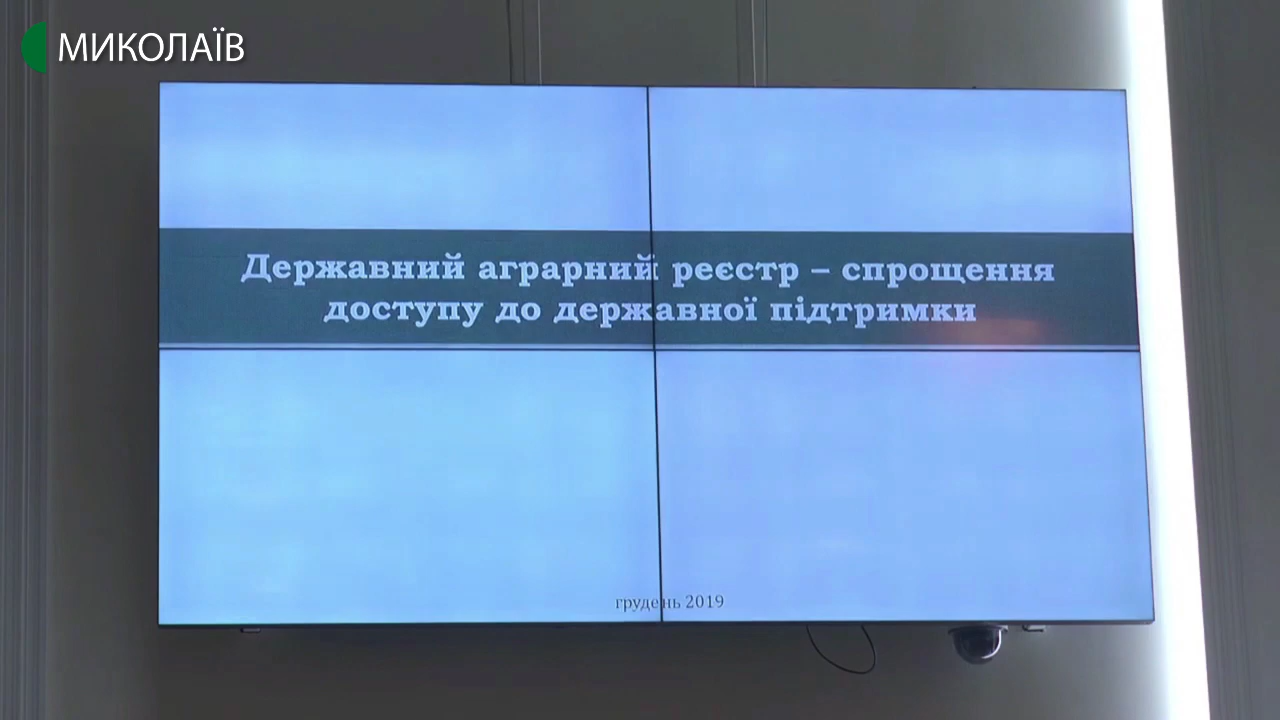 МИКОЛАЇВ
Державний аграрний реєстр – спрощення
доступу до державної підтримки
грудень 2019